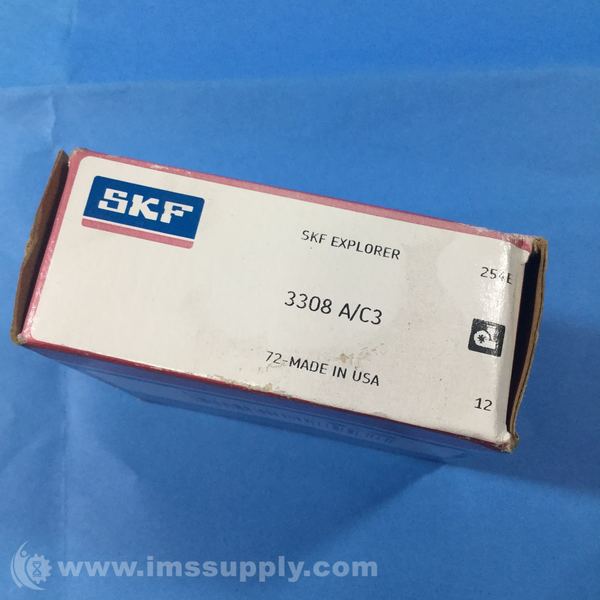 SKF
SKF EXPLORER
254E
3308 A/C3
72-MADE IN USA
12
www.imssupply.com